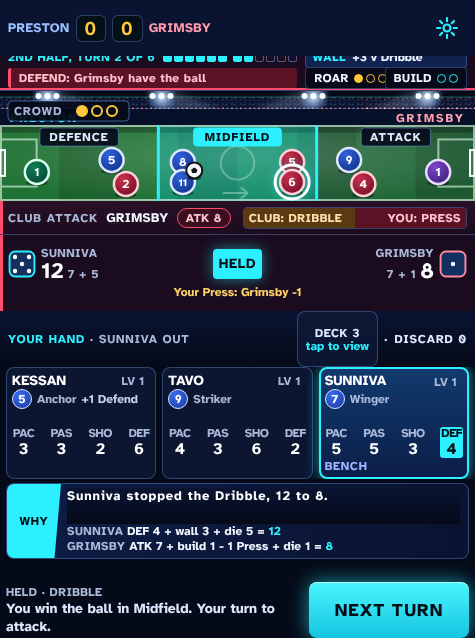 PRESTON 0 0 GRIMSBY
2ND HALF, TURN 2 OF 6
WALL +3 v Dribble
DEFEND: Grimsby have the ball
ROAR
BUILD
CROWD
GRIMSBY
DEFENCE MIDFIELD ATTACK
5 8 5 9
1 1
2 11 6 4
CLUB ATTACK GRIMSBY ATK 8 CLUB: DRIBBLE YOU: PRESS
SUNNIVA
12 7 + 5
HELD
GRIMSBY
7 + 1 8
Your Press: Grimsby -1
YOUR HAND · SUNNIVA OUT
DECK 3
tap to view
· DISCARD 0
KESSAN LV 1
5 Anchor +1 Defend
PAC PAS SHO DEF
3 3 2 6
TAVO LV 1
9 Striker
PAC PAS SHO DEF
4 3 6 2
SUNNIVA LV 1
7 Winger
PAC PAS SHO DEF
5 5 3 4
BENCH
WHY
Sunniva stopped the Dribble, 12 to 8.
SUNNIVA DEF 4 + wall 3 + die 5 = 12
GRIMSBY ATK 7 + build 1 - 1 Press + die 1 = 8
HELD · DRIBBLE
You win the ball in Midfield. Your turn to
attack.
NEXT TURN